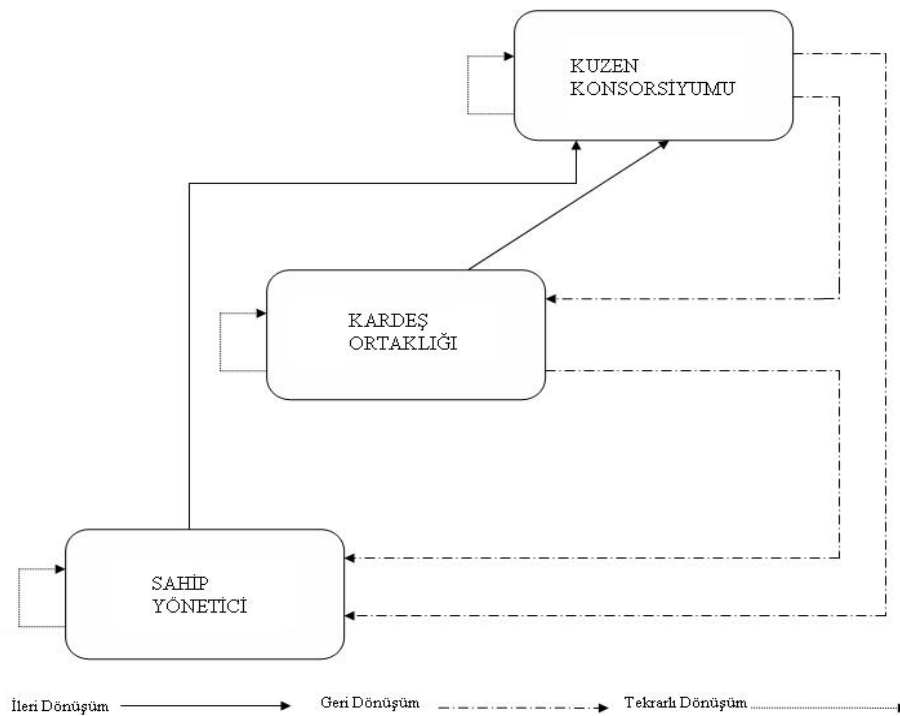 KUZEN
KONSORSİYUMU
KARDEŞ
ORTAKLIĞI
SAHİP
YÖNETİCİ
İleri Dönüşüm
Geri Dönüşüm
Tekrarlı Dönüşüm